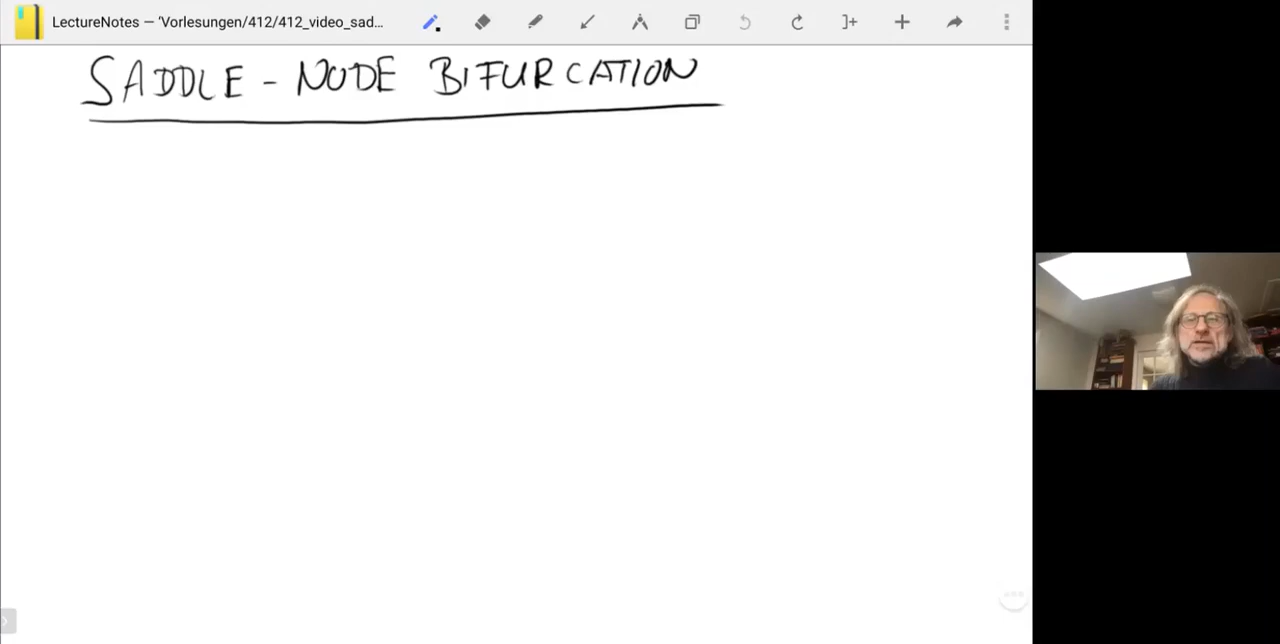 LectureNotes — ‘Vorlesungen/412/412_video_sad...
SADDLE - NODE BIFURCATION